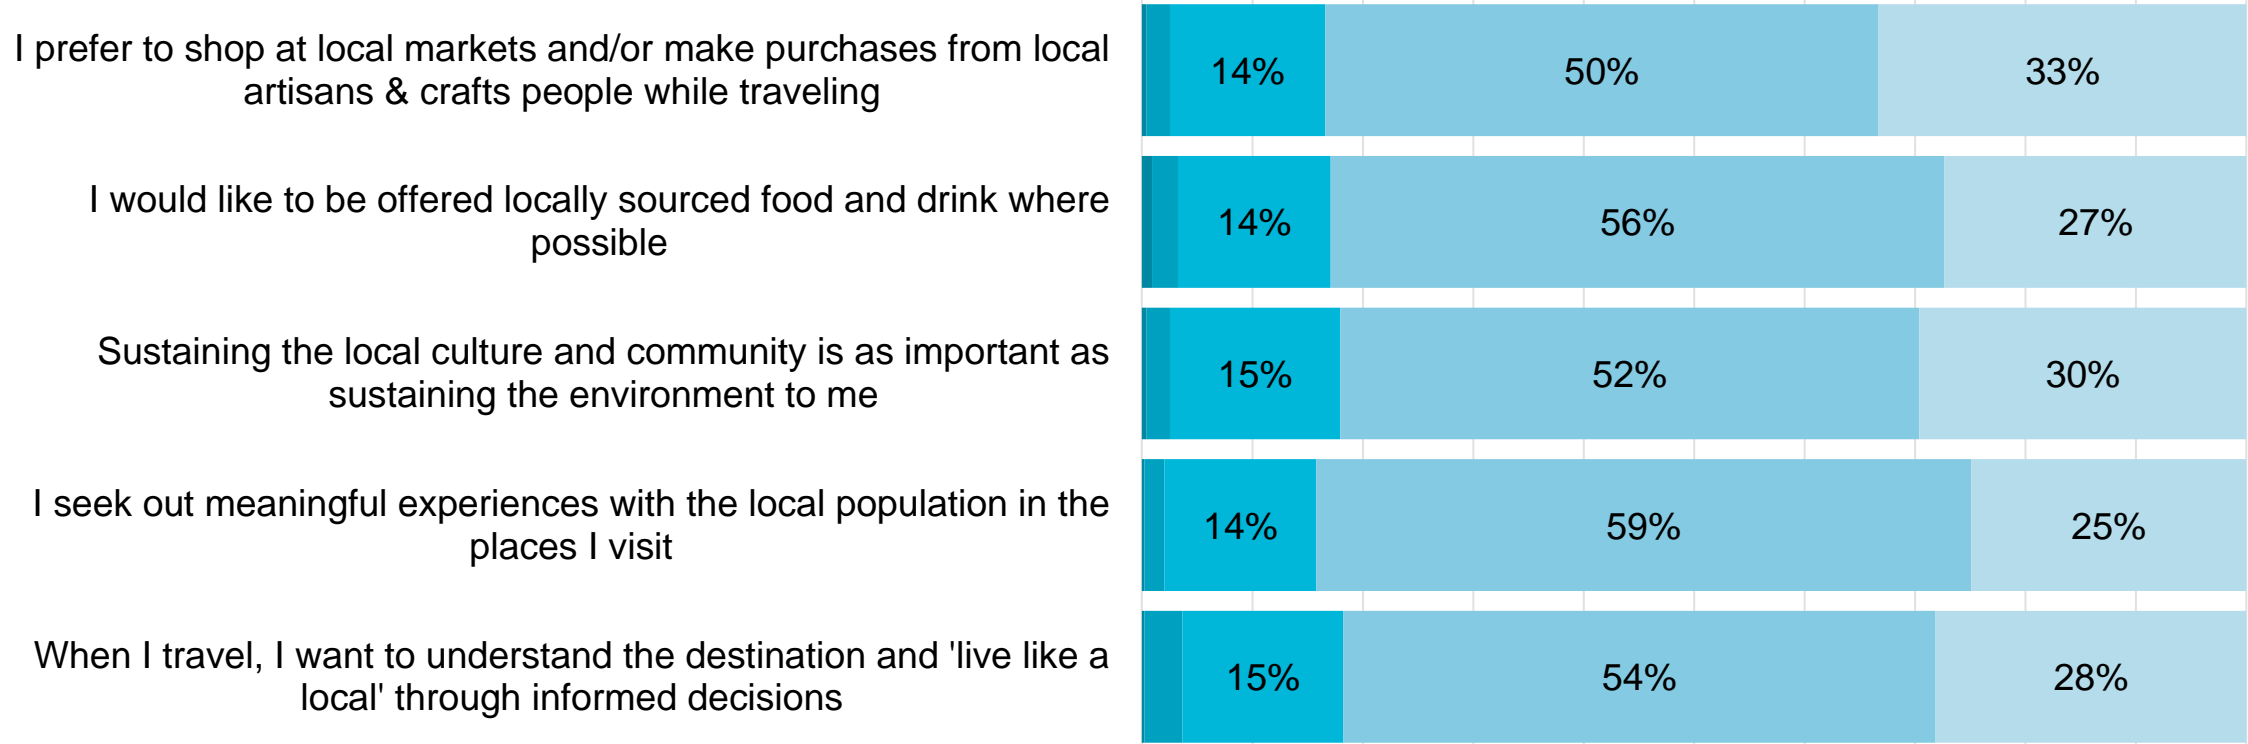 I prefer to shop at local markets and/or make purchases from local
artisans & crafts people while traveling
14% 50% 33%
I would like to be offered locally sourced food and drink where
possible
14% 56% 27%
Sustaining the local culture and community is as important as
sustaining the environment to me
15% 52% 30%
I seek out meaningful experiences with the local population in the
places I visit
14% 59% 25%
When I travel, I want to understand the destination and 'live like a
local' through informed decisions
15% 54% 28%